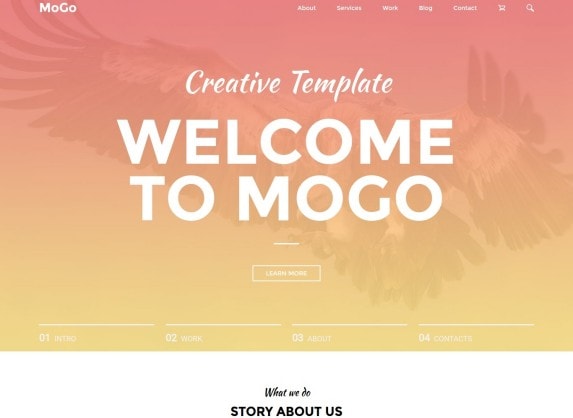 MoGo
About Services Work Blog Contact
Creative Template
WELCOME
TO MOGO
LEARN MORE
01 INTRO
02 WORK
03 ABOUT
04 CONTACTS
What we do
STORY ABOUT US